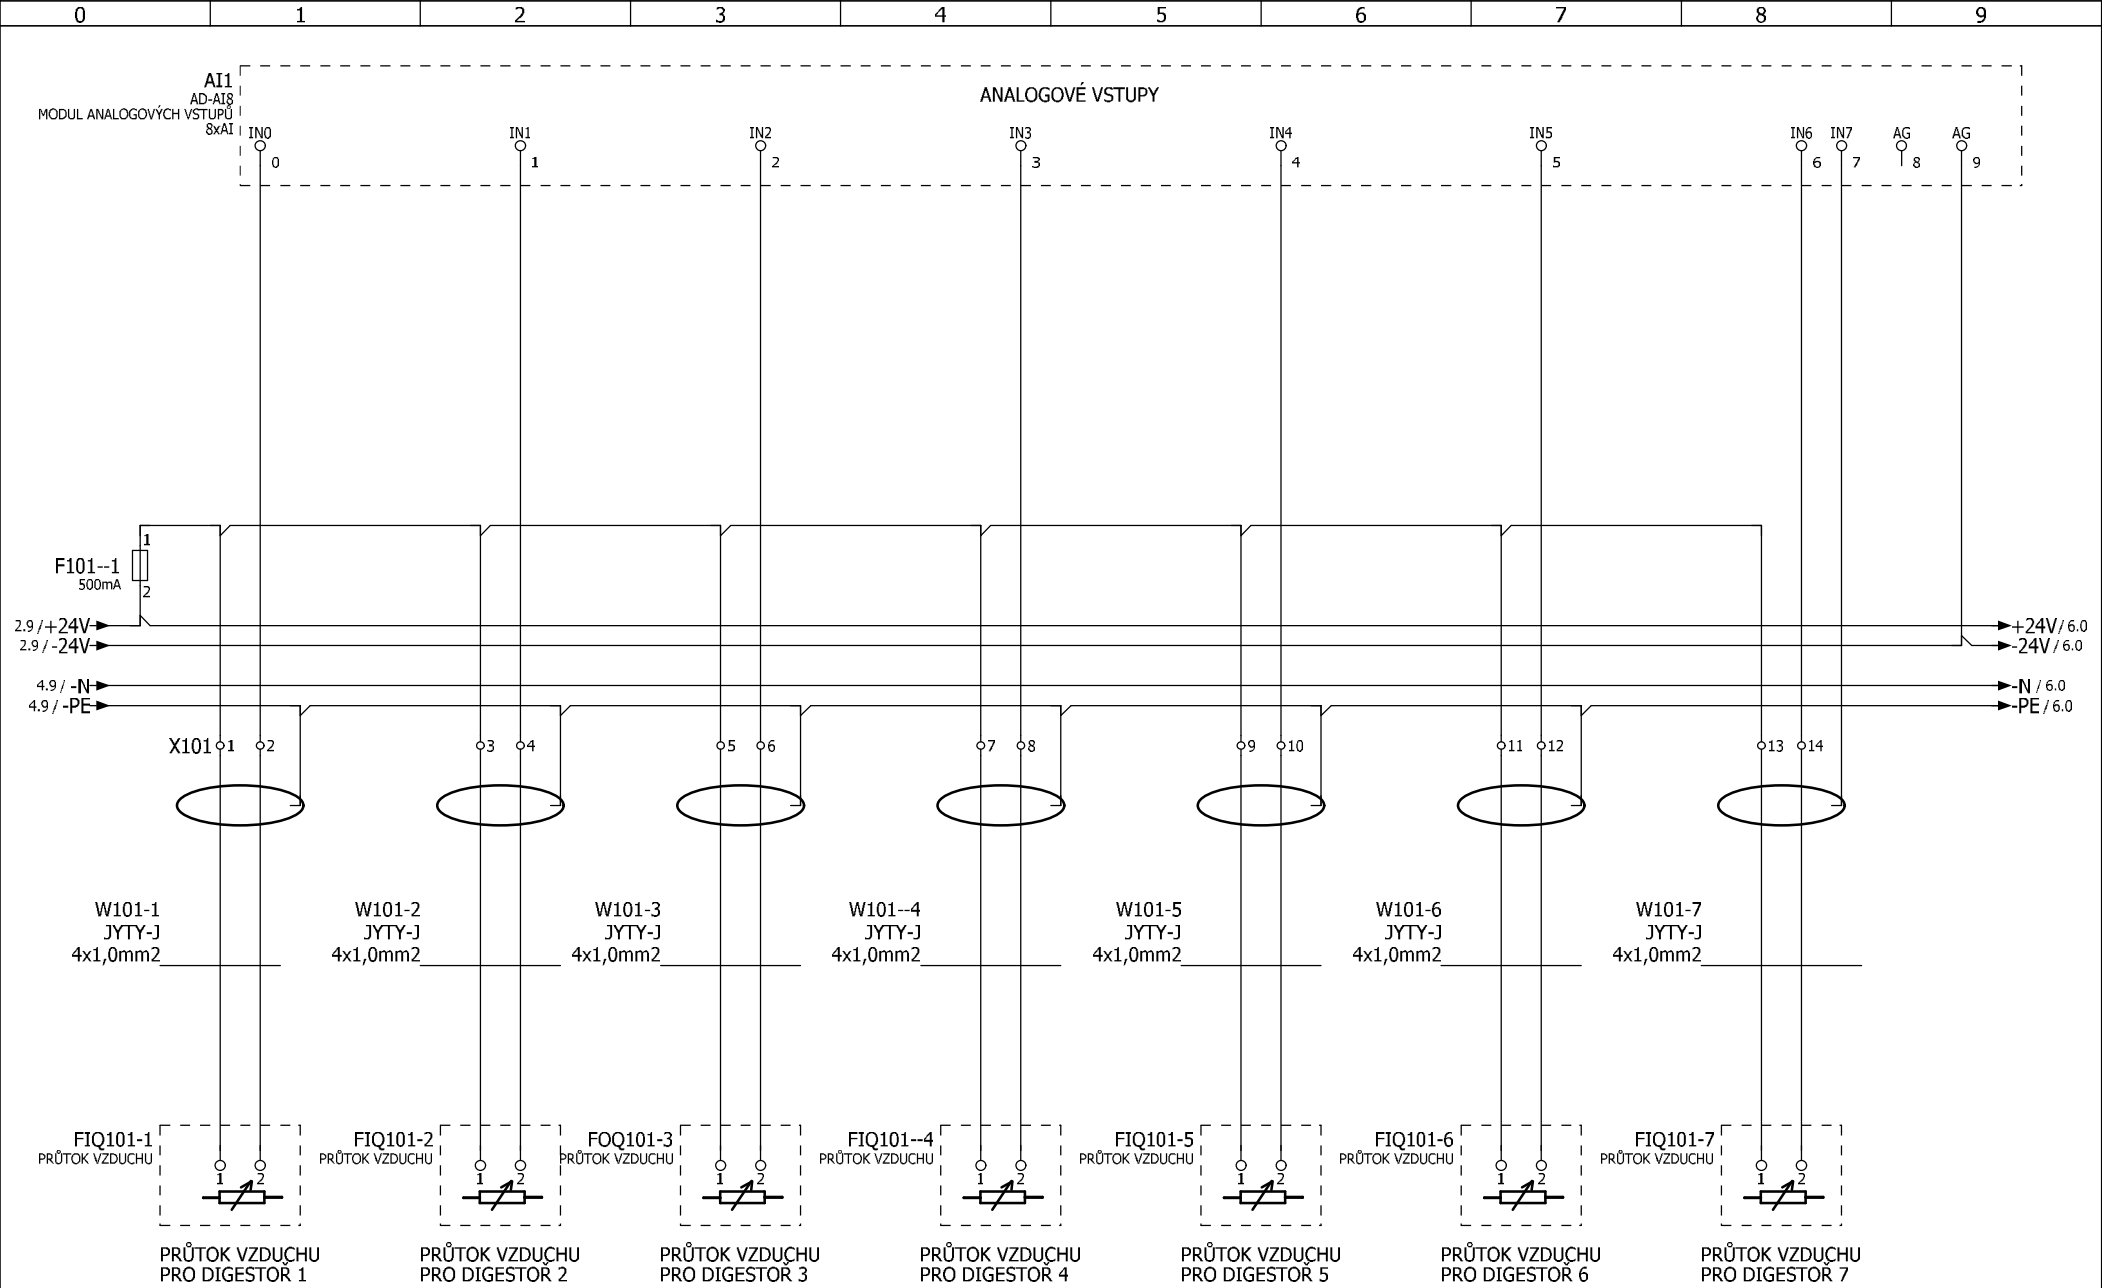 0 1 2 3 4 5 6 7 8 9
AI1
AD-AI8
MODUL ANALOGOVÝCH VSTUPŮ
8xAI
ANALOGOVÉ VSTUPY
IN0 IN1 IN2 IN3 IN4 IN5 IN6 IN7 AG AG
0 1 2 3 4 5 6 7 8 9
1
F101--1
500mA
2
2.9 / +24V +24V / 6.0
2.9 / -24V -24V / 6.0
4.9 / -N -N / 6.0
4.9 / -PE -PE / 6.0
X101 1 2 3 4 5 6 7 8 9 10 11 12 13 14
W101-1 W101-2 W101-3 W101--4 W101-5 W101-6 W101-7
JYTY-J JYTY-J JYTY-J JYTY-J JYTY-J JYTY-J JYTY-J
4x1,0mm2 4x1,0mm2 4x1,0mm2 4x1,0mm2 4x1,0mm2 4x1,0mm2 4x1,0mm2
FIQ101-1 FIQ101-2 FOQ101-3 FIQ101--4 FIQ101-5 FIQ101-6 FIQ101-7
PRŮTOK VZDUCHU PRŮTOK VZDUCHU PRŮTOK VZDUCHU PRŮTOK VZDUCHU PRŮTOK VZDUCHU PRŮTOK VZDUCHU PRŮTOK VZDUCHU
1 2 1 2 1 2 1 2 1 2 1 2 1 2
PRŮTOK VZDUCHU PRŮTOK VZDUCHU PRŮTOK VZDUCHU PRŮTOK VZDUCHU PRŮTOK VZDUCHU PRŮTOK VZDUCHU PRŮTOK VZDUCHU
PRO DIGESTOŘ 1 PRO DIGESTOŘ 2 PRO DIGESTOŘ 3 PRO DIGESTOŘ 4 PRO DIGESTOŘ 5 PRO DIGESTOŘ 6 PRO DIGESTOŘ 7